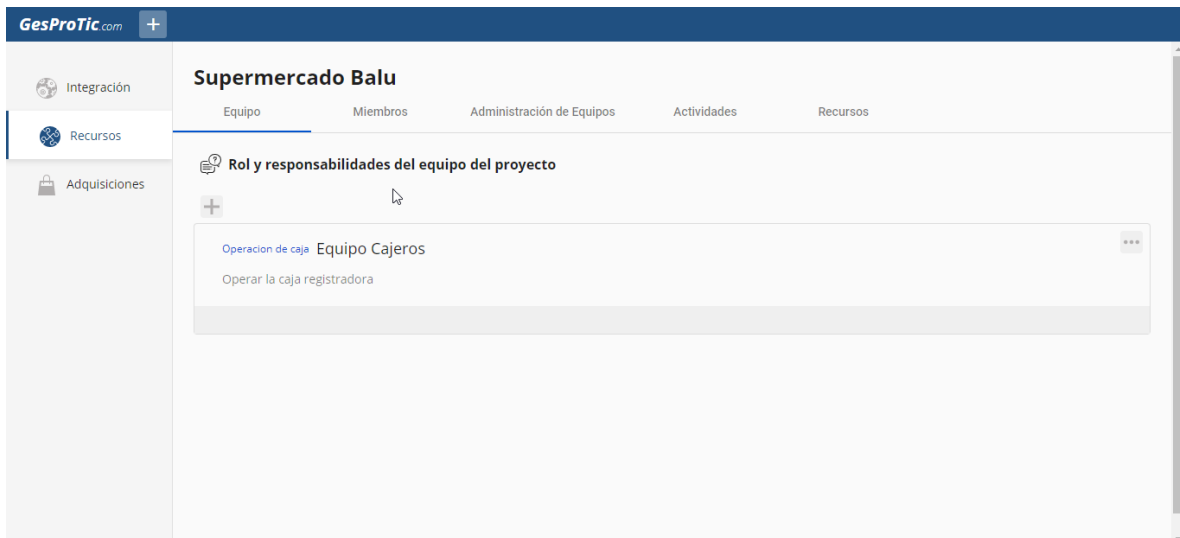 GesProTic.com +
Integración
Recursos
Adquisiciones
Supermercado Balu
Equipo Miembros Administración de Equipos Actividades Recursos
Rol y responsabilidades del equipo del proyecto
+
Operacion de caja Equipo Cajeros
Operar la caja registradora